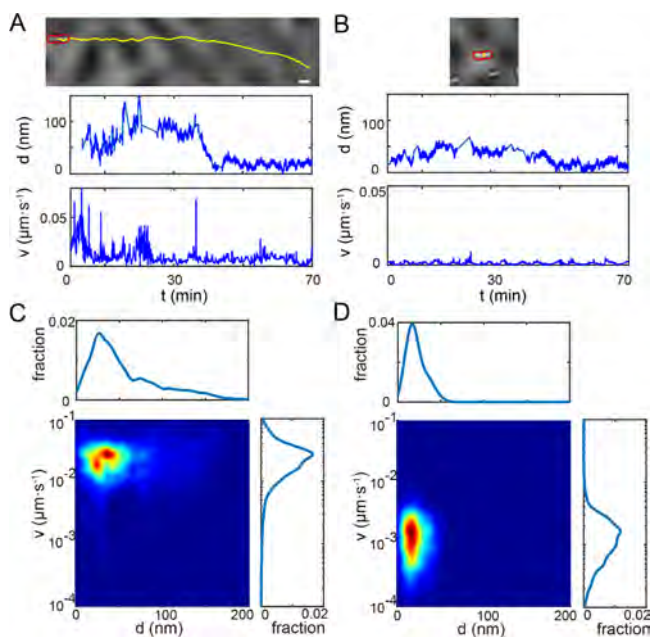 A
B
100
d (nm)
0
0.05
v (µm·s⁻¹)
0
0
30
70
t (min)
100
d (nm)
0
0.05
v (µm·s⁻¹)
0
0
30
70
t (min)
C
D
0.02
fraction
0
10⁻¹
v (µm·s⁻¹)
10⁻²
10⁻³
10⁻⁴
0
100
200
d (nm)
0
0.02
fraction
0.04
fraction
0
10⁻¹
v (µm·s⁻¹)
10⁻²
10⁻³
10⁻⁴
0
100
200
d (nm)
0
0.02
fraction